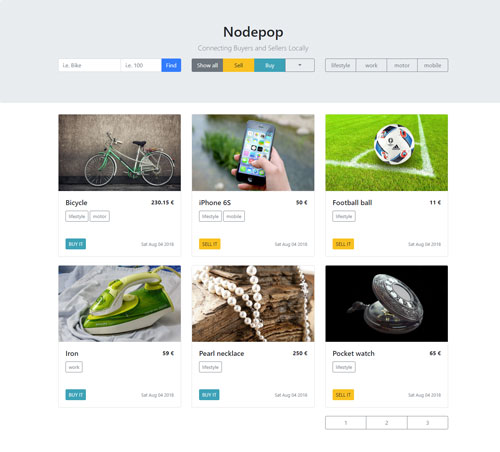 Nodepop
Connecting Buyers and Sellers Locally
i.e. Bike i.e. 100 Find Show all Sell Buy lifestyle work motor mobile
Bicycle 230.15 € iPhone 6S 50 € Football ball 11 €
lifestyle motor lifestyle mobile lifestyle
BUY IT Sat Aug 04 2018 SELL IT Sat Aug 04 2018 SELL IT Sat Aug 04 2018
Iron 59 € Pearl necklace 250 € Pocket watch 65 €
work lifestyle lifestyle
BUY IT Sat Aug 04 2018 BUY IT Sat Aug 04 2018 SELL IT Sat Aug 04 2018
1 2 3